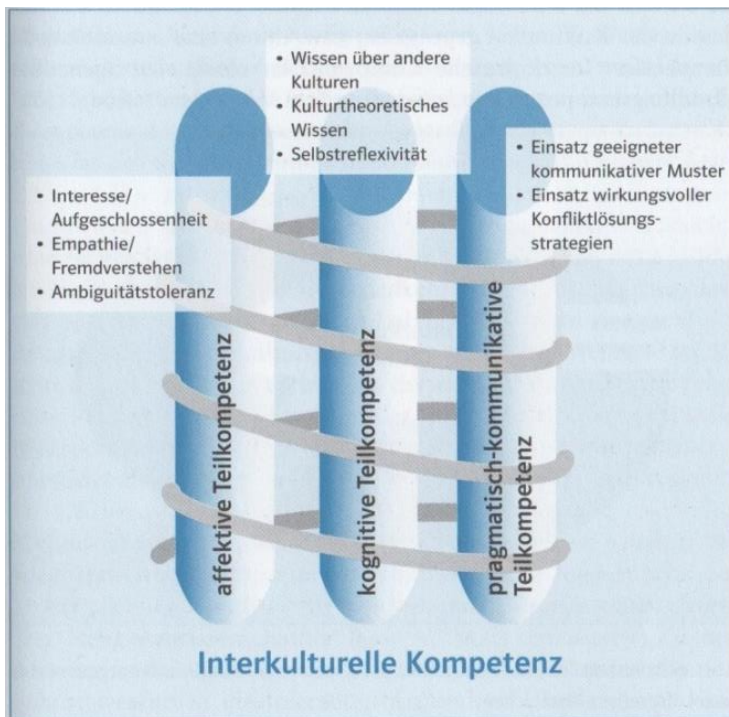 • Wissen über andere
Kulturen
• Kulturtheoretisches
Wissen
• Selbstreflexivität
• Einsatz geeigneter
kommunikativer Muster
• Einsatz wirkungsvoller
Konfliktlösungs-
strategien
• Interesse/
Aufgeschlossenheit
• Empathie/
Fremdverstehen
• Ambiguitätstoleranz
affektive Teilkompetenz
kognitive Teilkompetenz
pragmatisch-kommunikative
Teilkompetenz
Interkulturelle Kompetenz